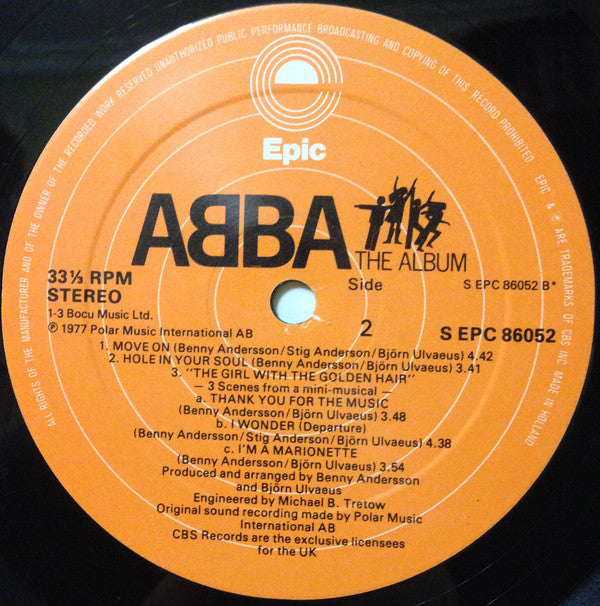 ALL RIGHTS OF THE MANUFACTURER AND OF THE OWNER OF THE RECORDED WORK RESERVED UNAUTHORIZED PUBLIC PERFORMANCE BROADCASTING AND COPYING OF THIS RECORD PROHIBITED. EPIC & ℗ ARE TRADEMARKS OF CBS INC. MADE IN HOLLAND
Epic
ABBA
THE ALBUM
33⅓ RPM
STEREO
Side
2
S EPC 86052 B*
S EPC 86052
1-3 Bocu Music Ltd.
℗ 1977 Polar Music International AB
1. MOVE ON (Benny Andersson/Stig Anderson/Björn Ulvaeus) 4.42
2. HOLE IN YOUR SOUL (Benny Andersson/Björn Ulvaeus) 3.41
3. "THE GIRL WITH THE GOLDEN HAIR"
— 3 Scenes from a mini-musical —
a. THANK YOU FOR THE MUSIC
(Benny Andersson/Björn Ulvaeus) 3.48
b. I WONDER (Departure)
(Benny Andersson/Stig Anderson/Björn Ulvaeus) 4.38
c. I'M A MARIONETTE
(Benny Andersson/Björn Ulvaeus) 3.54
Produced and arranged by Benny Andersson
and Björn Ulvaeus
Engineered by Michael B. Tretow
Original sound recording made by Polar Music
International AB
CBS Records are the exclusive licensees
for the UK